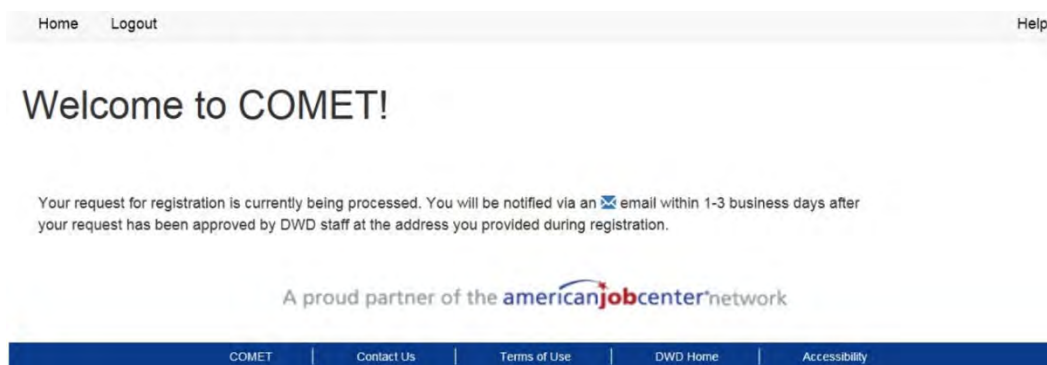 Home Logout Help
Welcome to COMET!
Your request for registration is currently being processed. You will be notified via an email within 1-3 business days after
your request has been approved by DWD staff at the address you provided during registration.
A proud partner of the americanjobcenter network
COMET | Contact Us | Terms of Use | DWD Home | Accessibility